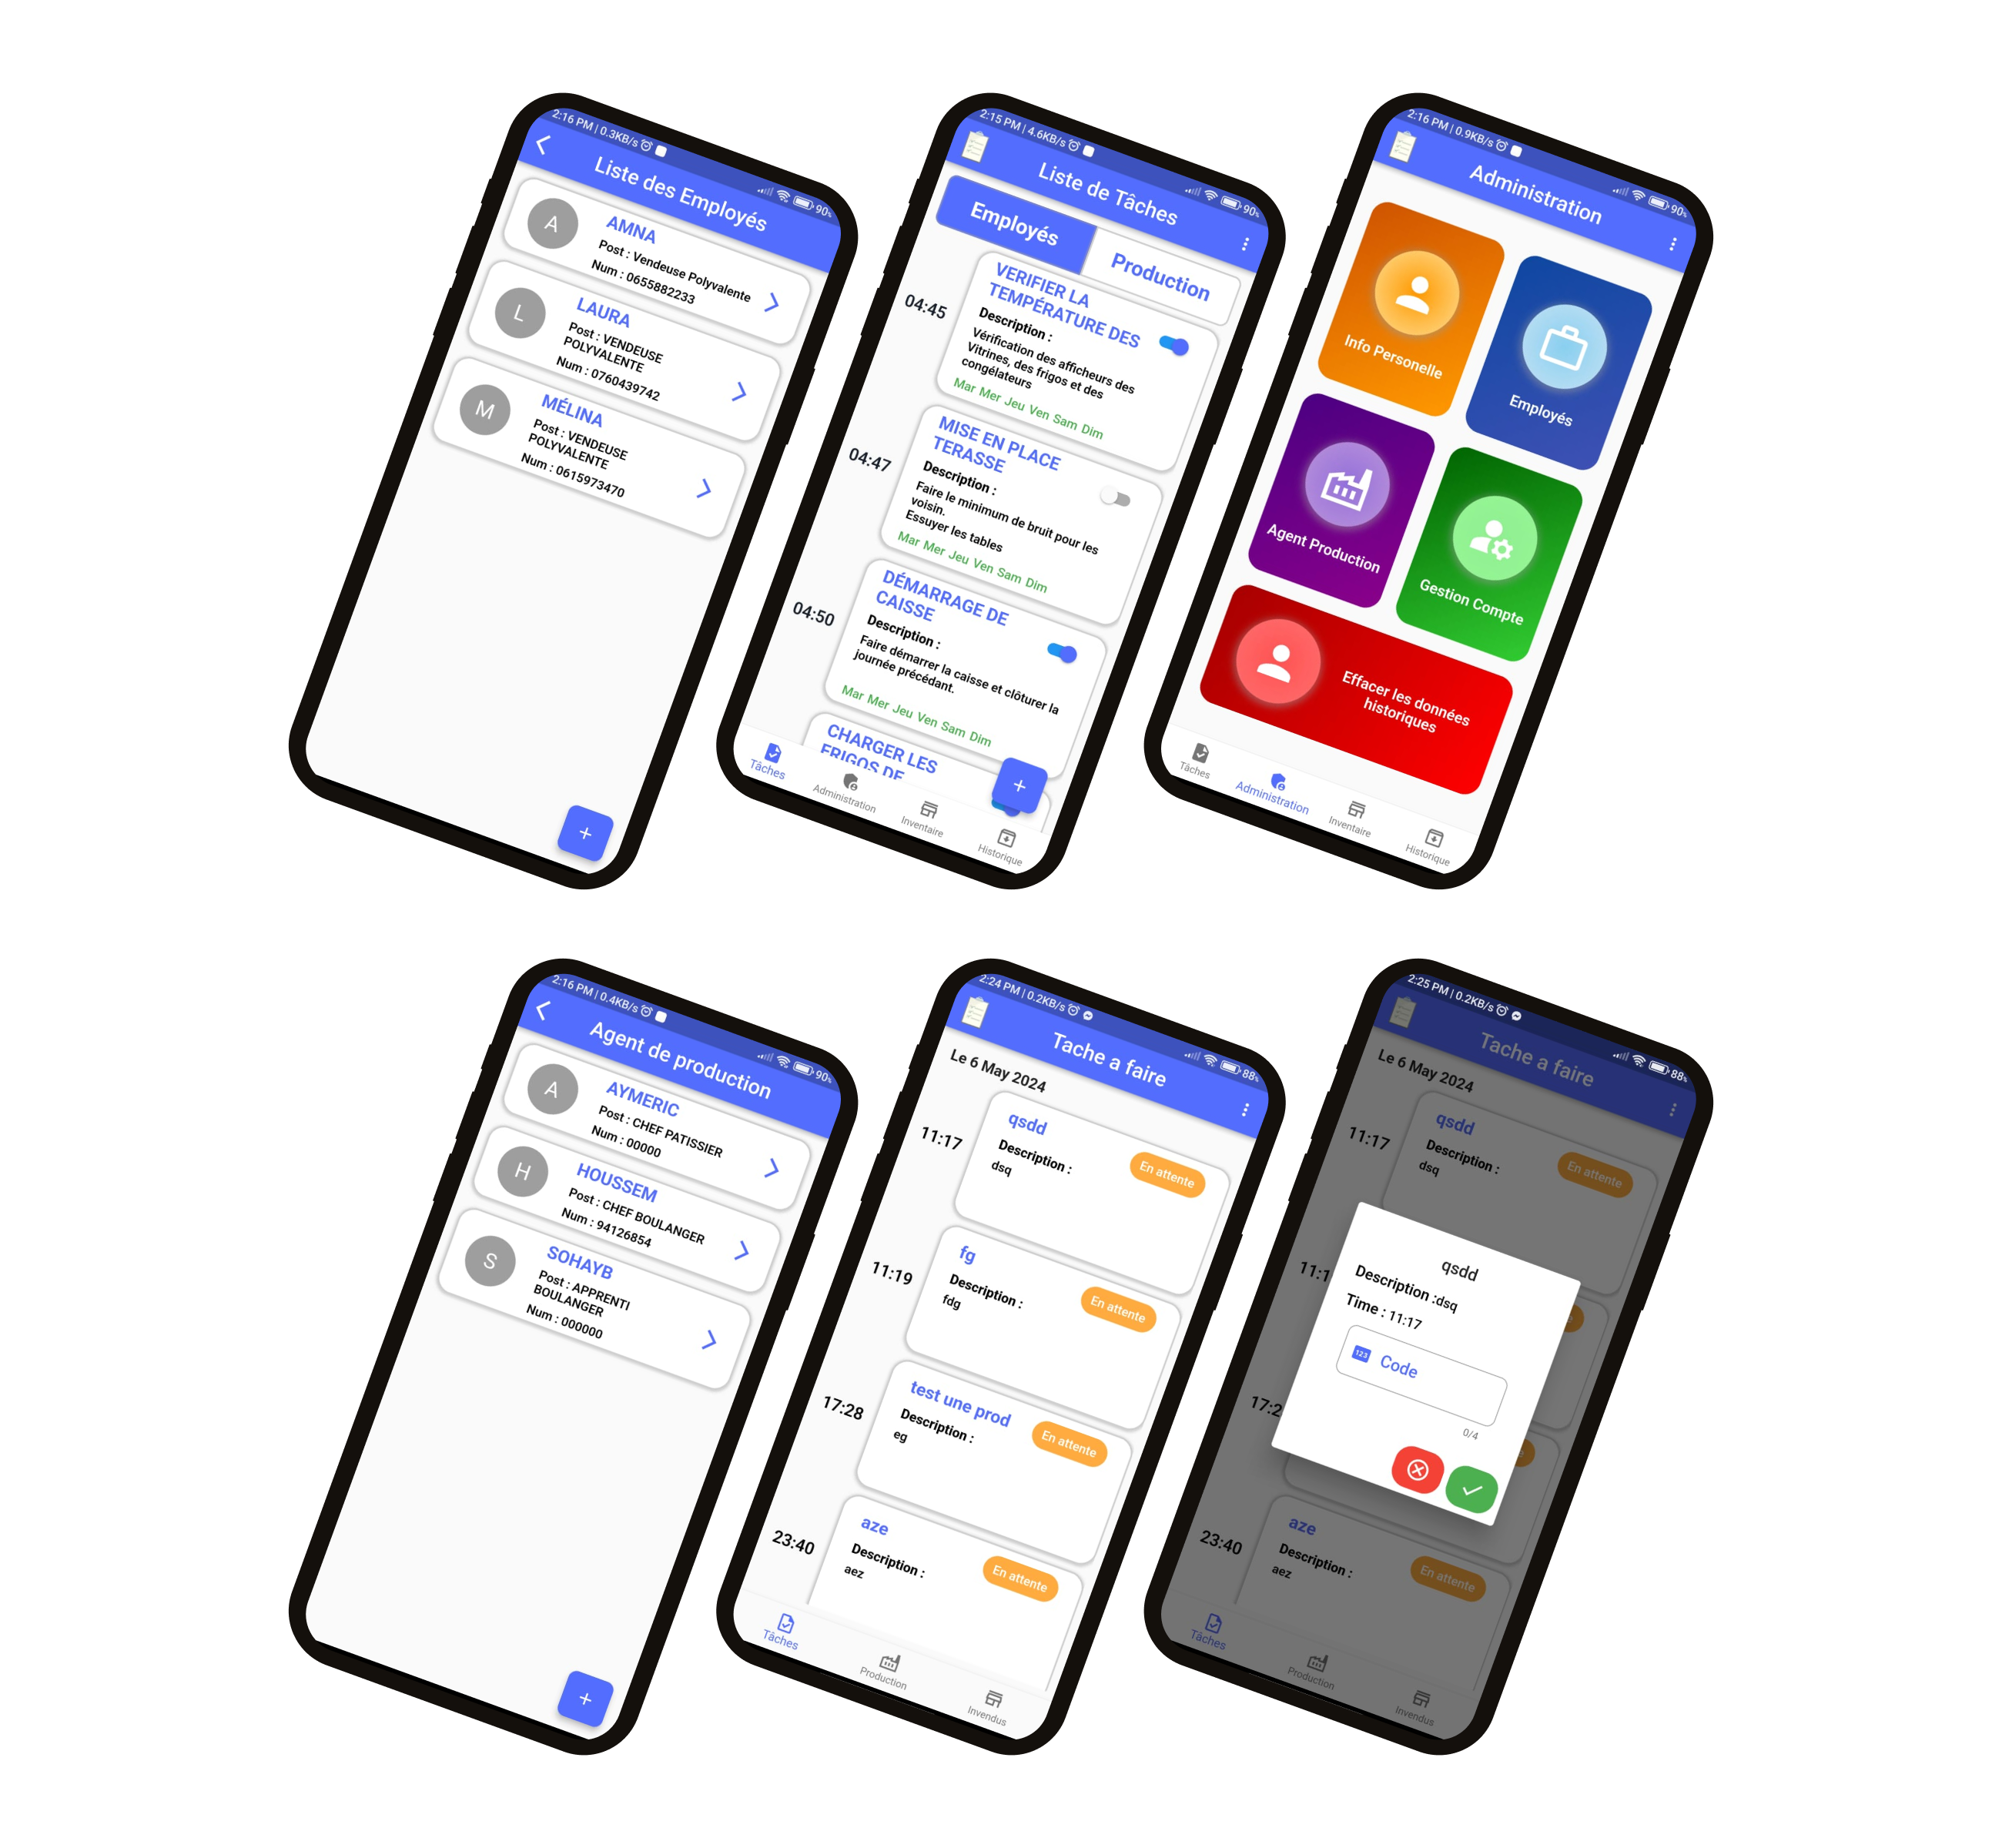 2:16 PM | 0.3KB/s
90%
Liste des Employés
A
AMNA
Post : Vendeuse Polyvalente
Num : 0655882233
L
LAURA
Post : VENDEUSE
POLYVALENTE
Num : 0760439742
M
MÉLINA
Post : VENDEUSE
POLYVALENTE
Num : 0615973470
+
2:15 PM | 4.6KB/s
90%
Liste de Tâches
Employés
Production
04:45
VERIFIER LA
TEMPÉRATURE DES
Description :
Vérification des afficheurs des
Vitrines, des frigos et des
congélateurs
Mar Mer Jeu Ven Sam Dim
04:47
MISE EN PLACE
TERASSE
Description :
Faire le minimum de bruit pour les
voisin.
Essuyer les tables
Mar Mer Jeu Ven Sam Dim
04:50
DÉMARRAGE DE
CAISSE
Description :
Faire démarrer la caisse et clôturer la
journée précédant.
Mar Mer Jeu Ven Sam Dim
CHARGER LES
FRIGOS DE
+
Tâches
Administration
Inventaire
Historique
2:16 PM | 0.9KB/s
90%
Administration
Info Personelle
Employés
Agent Production
Gestion Compte
Effacer les données
historiques
Tâches
Administration
Inventaire
Historique
2:16 PM | 0.4KB/s
90%
Agent de production
A
AYMERIC
Post : CHEF PATISSIER
Num : 00000
H
HOUSSEM
Post : CHEF BOULANGER
Num : 94126854
S
SOHAYB
Post : APPRENTI
BOULANGER
Num : 000000
+
2:24 PM | 0.2KB/s
88%
Tache a faire
Le 6 May 2024
11:17
qsdd
Description :
dsq
En attente
11:19
fg
Description :
fdg
En attente
17:28
test une prod
Description :
eg
En attente
23:40
aze
Description :
aez
En attente
Tâches
Production
Invendus
2:25 PM | 0.2KB/s
88%
Tache a faire
Le 6 May 2024
11:17
qsdd
Description :
dsq
En attente
11:1
qsdd
Description :dsq
Time : 11:17
123
Code
0/4
17:2
23:40
aze
Description :
aez
En attente
Tâches
Production
Invendus